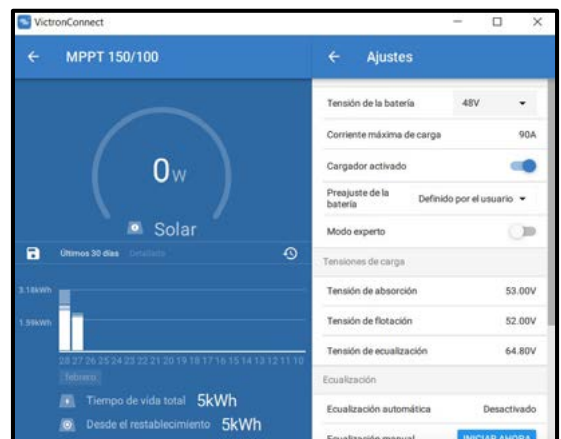 VictronConnect
MPPT 150/100
0W
Solar
Últimos 30 días Detallado
3.18kWh
1.59kWh
28 27 26 25 24 23 22 21 20 19 18 17 16 15 14 13 12 11 10
febrero
Tiempo de vida total 5kWh
Desde el restablecimiento 5kWh
Ajustes
Tensión de la batería 48V
Corriente máxima de carga 90A
Cargador activado
Preajuste de la
batería Definido por el usuario
Modo experto
Tensiones de carga
Tensión de absorción 53.00V
Tensión de flotación 52.00V
Tensión de ecualización 64.80V
Ecualización
Ecualización automática Desactivado
Ecualización manual INICIAR AHORA